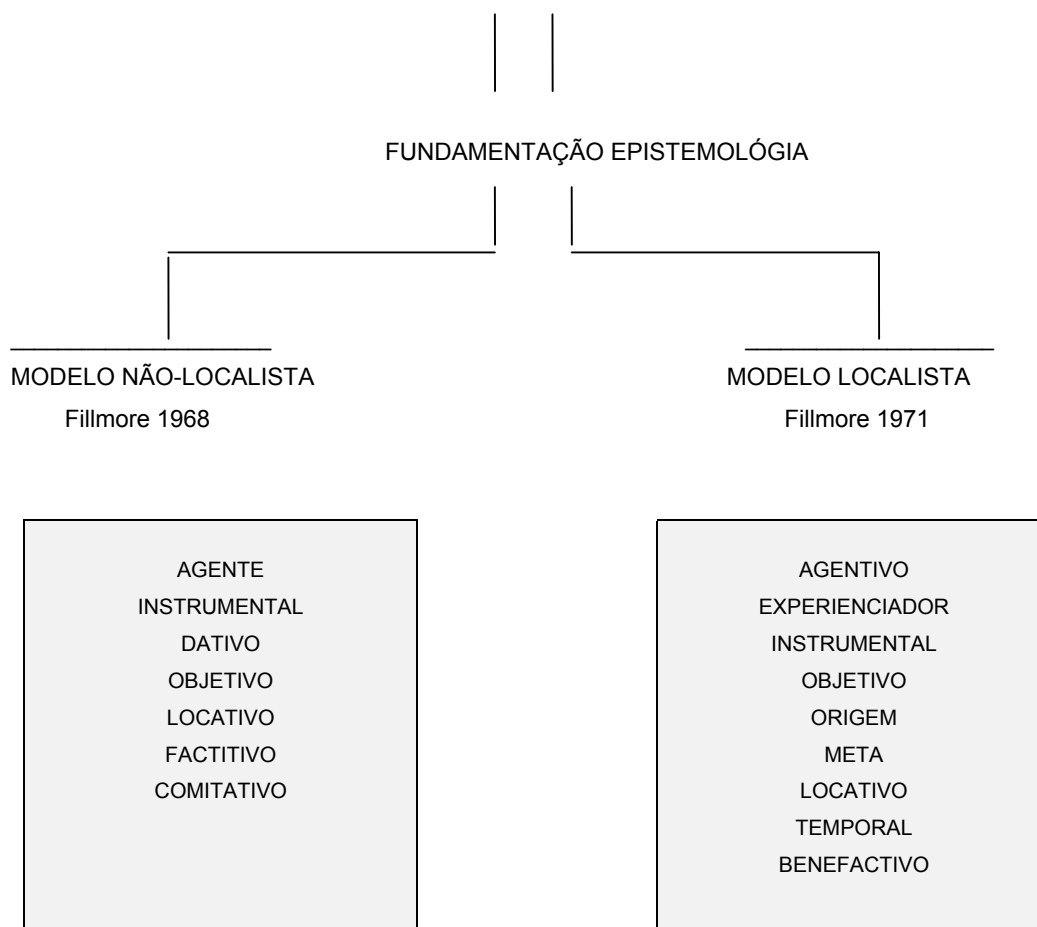 FUNDAMENTAÇÃO EPISTEMOLÓGIA
MODELO NÃO-LOCALISTA
Fillmore 1968
MODELO LOCALISTA
Fillmore 1971
AGENTE
INSTRUMENTAL
DATIVO
OBJETIVO
LOCATIVO
FACTITIVO
COMITATIVO
AGENTIVO
EXPERIENCIADOR
INSTRUMENTAL
OBJETIVO
ORIGEM
META
LOCATIVO
TEMPORAL
BENEFACTIVO